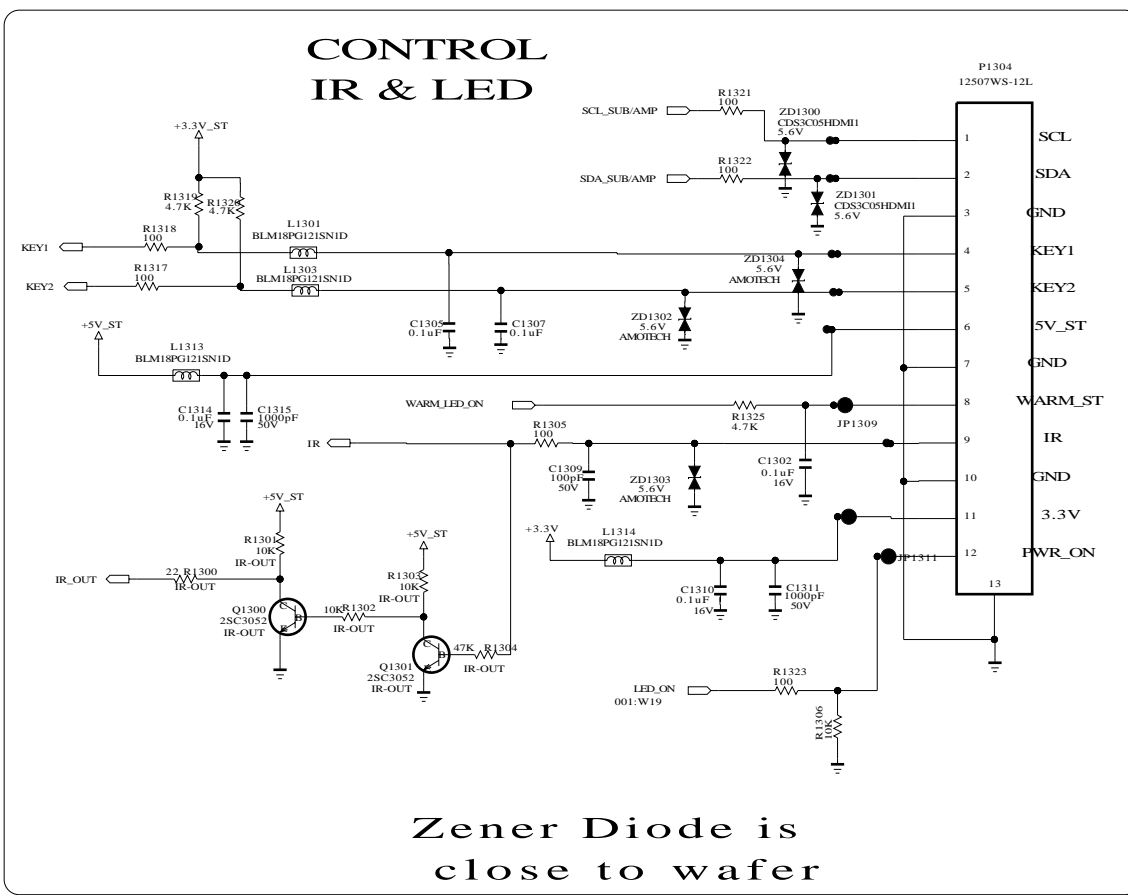 CONTROL
IR & LED
P1304
12507WS-12L
SCL_SUB/AMP
R1321
100
ZD1300
CDS3C05HDMI1
5.6V
1
SCL
SDA_SUB/AMP
R1322
100
ZD1301
CDS3C05HDMI1
5.6V
2
SDA
3
GND
+3.3V_ST
R1319
4.7K
R1320
4.7K
KEY1
R1318
100
L1301
BLM18PG121SN1D
ZD1304
5.6V
AMOTECH
4
KEY1
KEY2
R1317
100
L1303
BLM18PG121SN1D
C1305
0.1uF
C1307
0.1uF
ZD1302
5.6V
AMOTECH
5
KEY2
+5V_ST
L1313
BLM18PG121SN1D
6
5V_ST
7
GND
C1314
0.1uF
16V
C1315
1000pF
50V
WARM_LED_ON
R1325
4.7K
JP1309
8
WARM_ST
IR
R1305
100
C1309
100pF
50V
ZD1303
5.6V
AMOTECH
C1302
0.1uF
16V
9
IR
10
GND
+3.3V
L1314
BLM18PG121SN1D
11
3.3V
JP1311
12
PWR_ON
C1310
0.1uF
16V
C1311
1000pF
50V
13
+5V_ST
R1301
10K
IR-OUT
+5V_ST
R1303
10K
IR-OUT
IR_OUT
22 R1300
IR-OUT
Q1300
2SC3052
IR-OUT
C
B
E
10K R1302
IR-OUT
Q1301
2SC3052
IR-OUT
C
B
E
47K R1304
IR-OUT
LED_ON
001:W19
R1323
100
R1306
10K
Zener Diode is
close to wafer